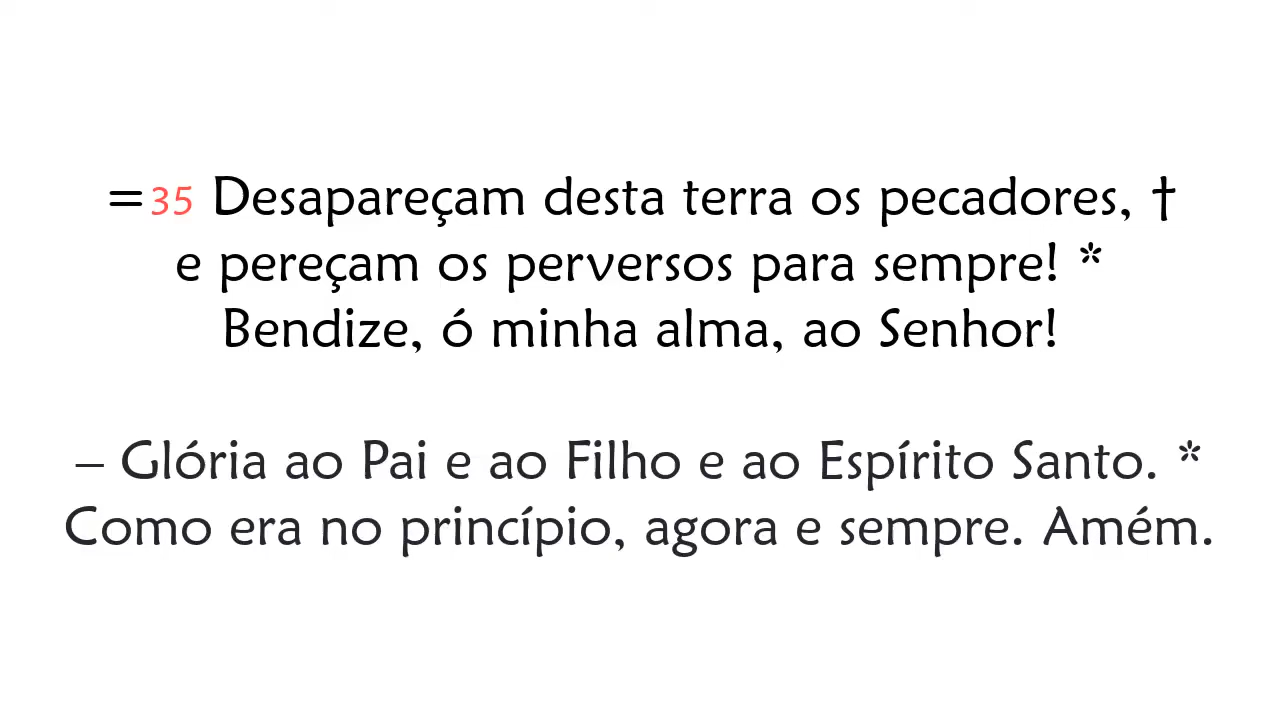 =35 Desapareçam desta terra os pecadores, †
e pereçam os perversos para sempre! *
Bendize, ó minha alma, ao Senhor!
– Glória ao Pai e ao Filho e ao Espírito Santo. *
Como era no princípio, agora e sempre. Amém.